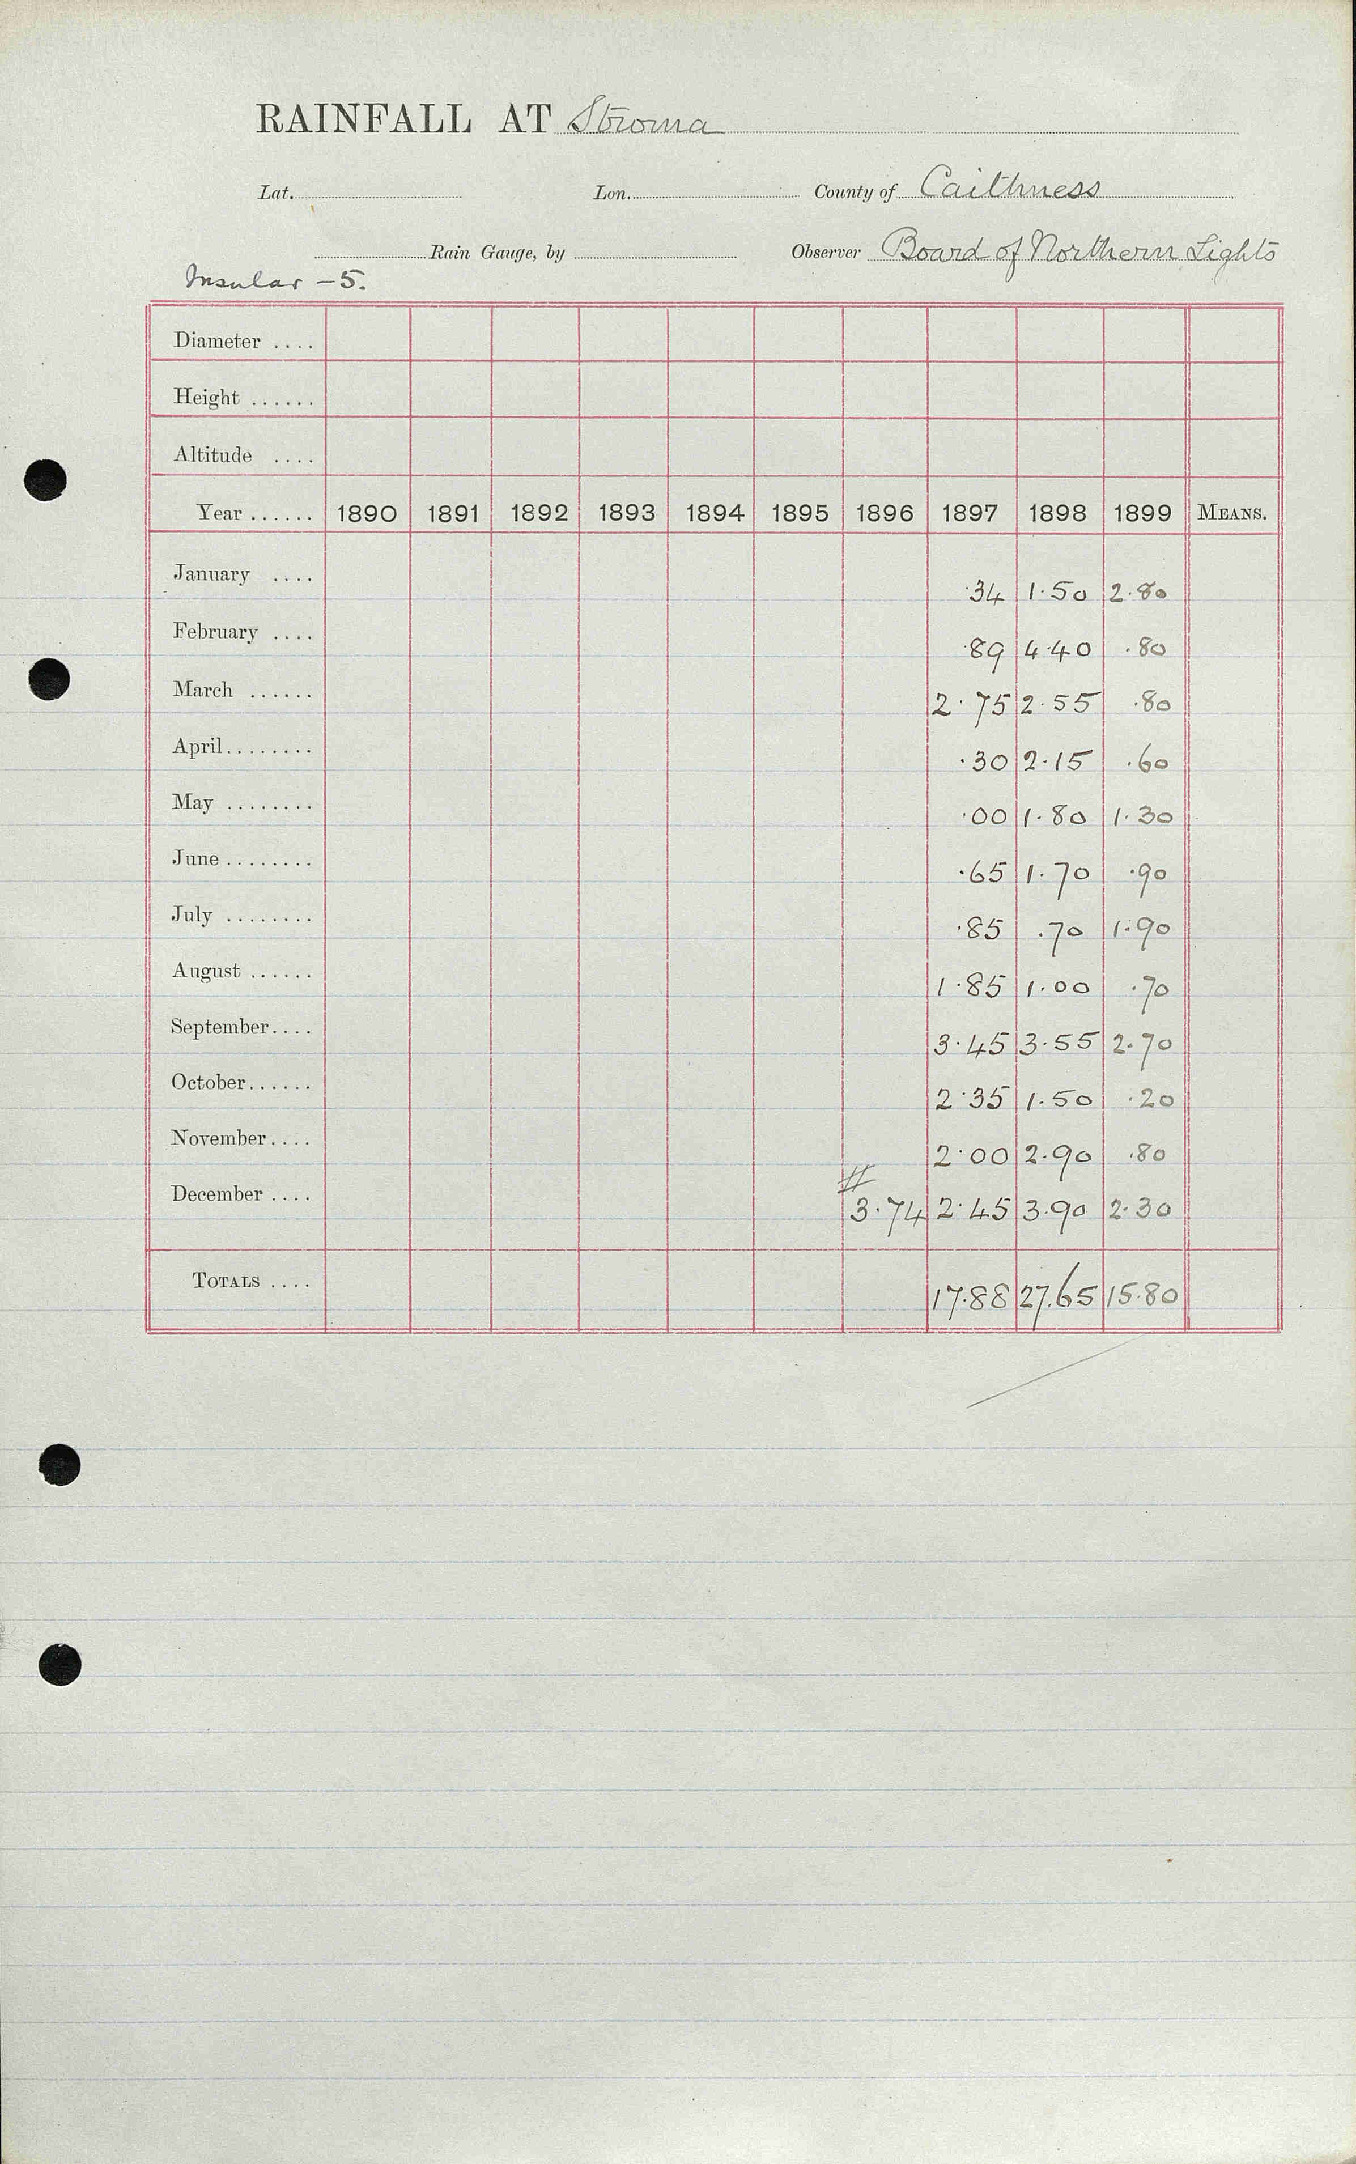 RAINFALL AT Stroma
Lat. Lon. County of Caithness
Rain Gauge, by Observer Board of Northern Lights
Insular - 5.
Diameter ....
Height ......
Altitude ....
Year ...... 1890 1891 1892 1893 1894 1895 1896 1897 1898 1899 MEANS.
January .... ·34 1·50 2·80
February .... ·89 4·40 ·80
March ...... 2·75 2·55 ·80
April........ ·30 2·15 ·60
May ........ ·00 1·80 1·30
June ........ ·65 1·70 ·90
July ........ ·85 ·70 1·90
August ...... 1·85 1·00 ·70
September.... 3·45 3·55 2·70
October...... 2·35 1·50 ·20
November.... 2·00 2·90 ·80
December .... # 3·74 2·45 3·90 2·30
TOTALS .... 17·88 27.65 15·80